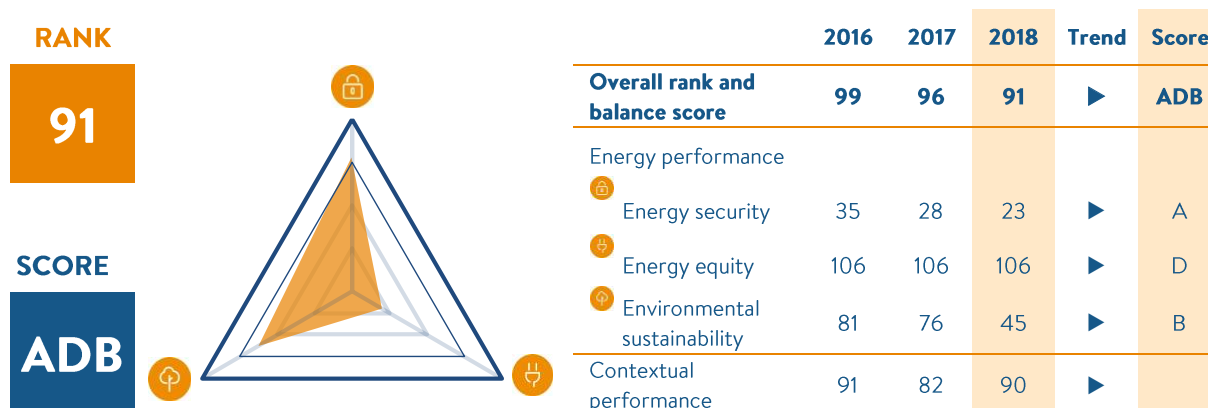 RANK
91
SCORE
ADB
2016 2017 2018 Trend Score
Overall rank and
balance score 99 96 91 ADB
Energy performance
Energy security 35 28 23 A
Energy equity 106 106 106 D
Environmental
sustainability 81 76 45 B
Contextual
performance 91 82 90